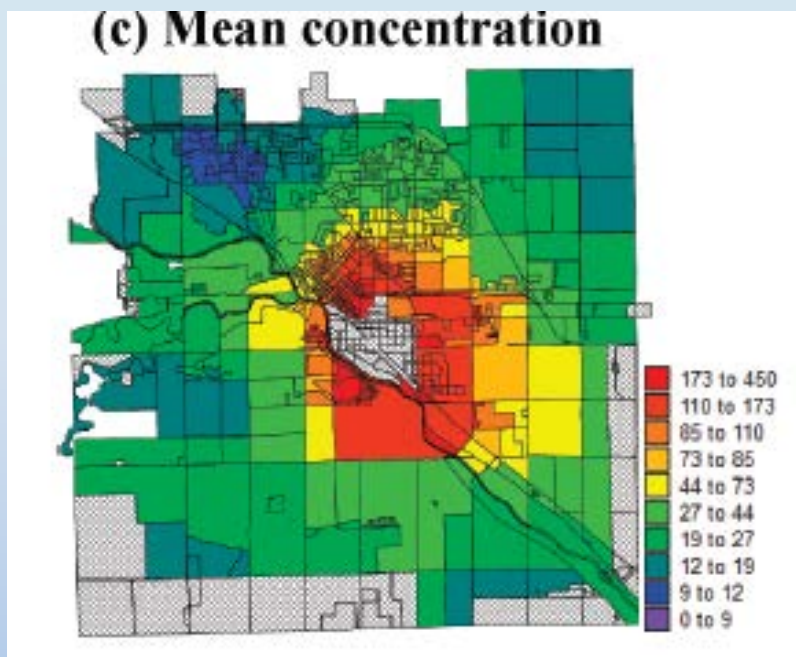 (c) Mean concentration
173 to 450
110 to 173
85 to 110
73 to 85
44 to 73
27 to 44
19 to 27
12 to 19
9 to 12
0 to 9